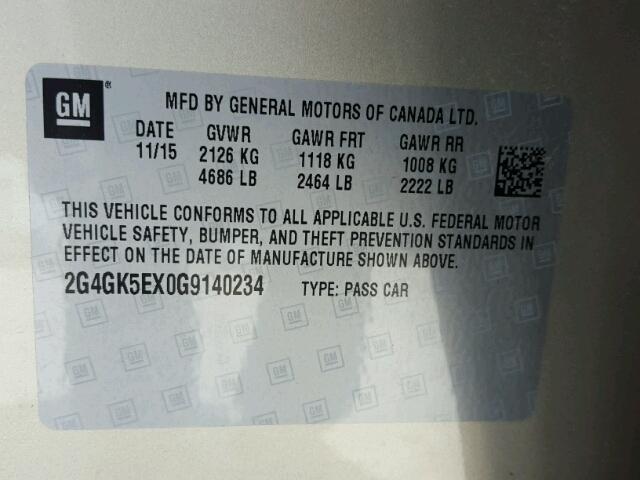 GM ®
MFD BY GENERAL MOTORS OF CANADA LTD.
DATE GVWR GAWR FRT GAWR RR
11/15 2126 KG 1118 KG 1008 KG
4686 LB 2464 LB 2222 LB
THIS VEHICLE CONFORMS TO ALL APPLICABLE U.S. FEDERAL MOTOR
VEHICLE SAFETY, BUMPER, AND THEFT PREVENTION STANDARDS IN
EFFECT ON THE DATE OF MANUFACTURE SHOWN ABOVE.
2G4GK5EX0G9140234 TYPE: PASS CAR